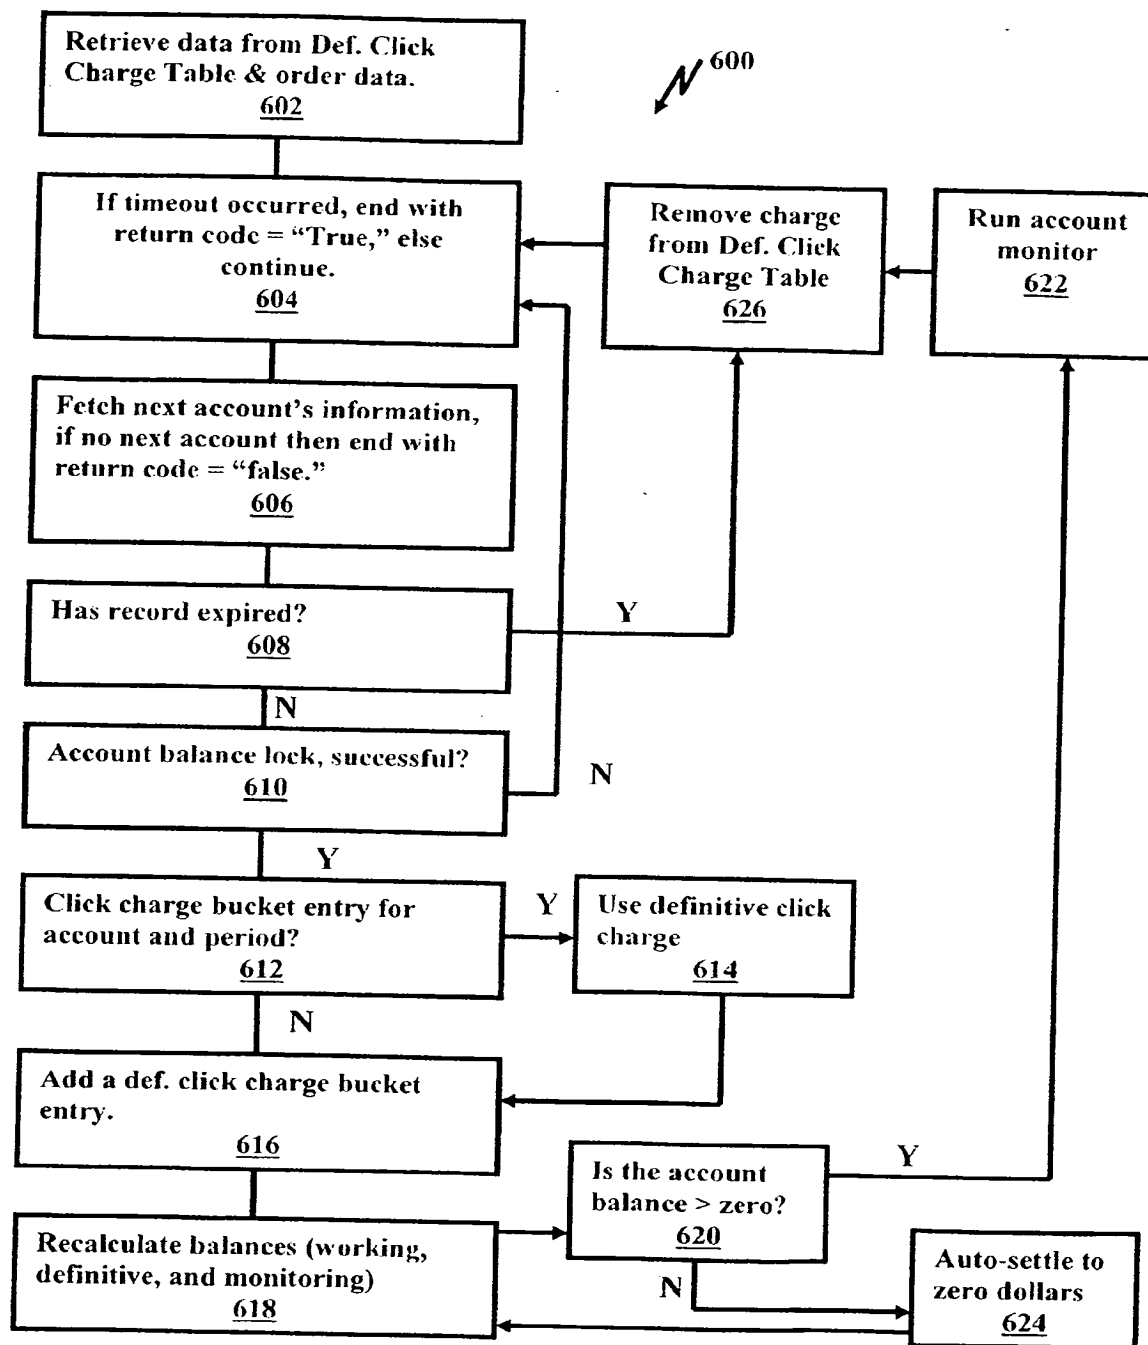 Retrieve data from Def. Click
Charge Table & order data.
602
600
If timeout occurred, end with
return code = “True,” else
continue.
604
Remove charge
from Def. Click
Charge Table
626
Run account
monitor
622
Fetch next account’s information,
if no next account then end with
return code = “false.”
606
Has record expired?
608
Y
N
Account balance lock, successful?
610
N
Y
Click charge bucket entry for
account and period?
612
Y
Use definitive click
charge
614
N
Add a def. click charge bucket
entry.
616
Is the account
balance > zero?
620
Y
N
Recalculate balances (working,
definitive, and monitoring)
618
Auto-settle to
zero dollars
624